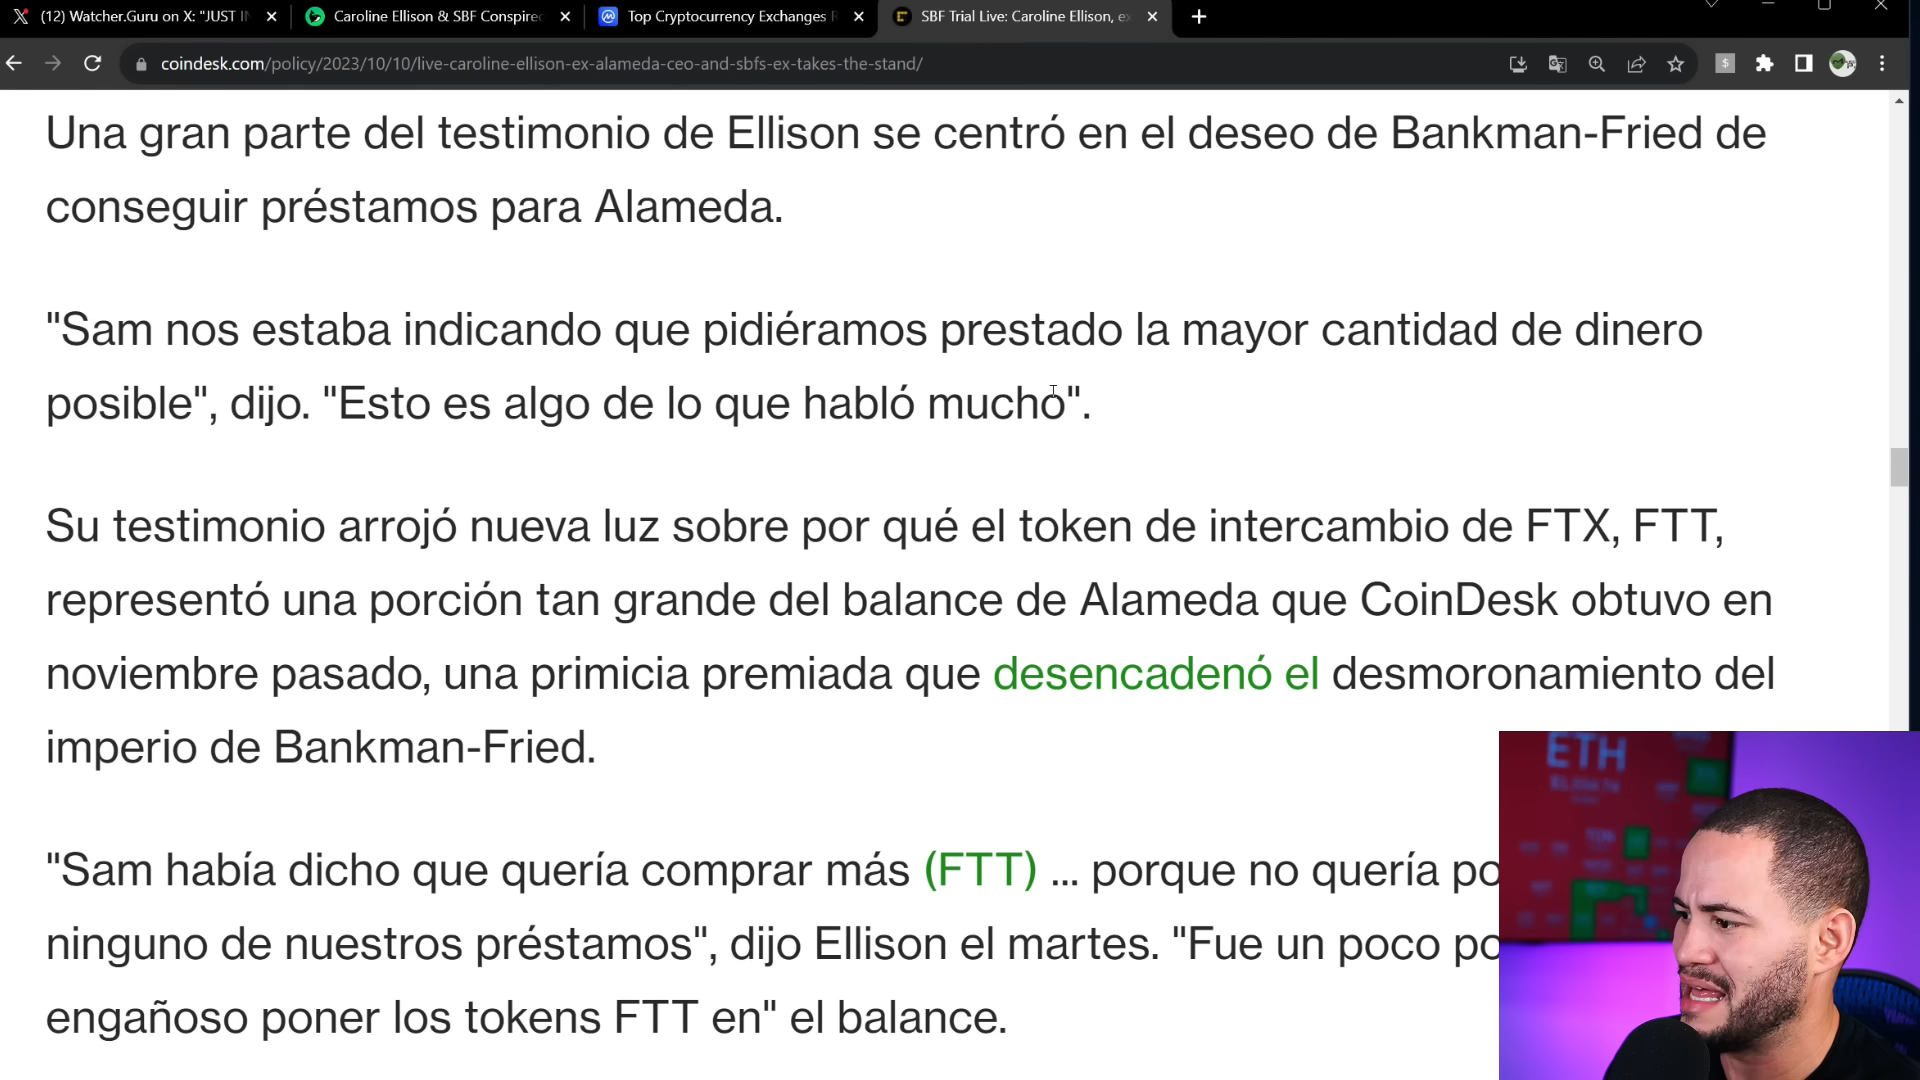 (12) Watcher.Guru on X: "JUST IN
Caroline Ellison & SBF Conspired
Top Cryptocurrency Exchanges
SBF Trial Live: Caroline Ellison, ex
coindesk.com/policy/2023/10/10/live-caroline-ellison-ex-alameda-ceo-and-sbfs-ex-takes-the-stand/
Una gran parte del testimonio de Ellison se centró en el deseo de Bankman-Fried de
conseguir préstamos para Alameda.
"Sam nos estaba indicando que pidiéramos prestado la mayor cantidad de dinero
posible", dijo. "Esto es algo de lo que habló mucho".
Su testimonio arrojó nueva luz sobre por qué el token de intercambio de FTX, FTT,
representó una porción tan grande del balance de Alameda que CoinDesk obtuvo en
noviembre pasado, una primicia premiada que desencadenó el desmoronamiento del
imperio de Bankman-Fried.
"Sam había dicho que quería comprar más (FTT) ... porque no quería po
ninguno de nuestros préstamos", dijo Ellison el martes. "Fue un poco po
engañoso poner los tokens FTT en" el balance.
ETH